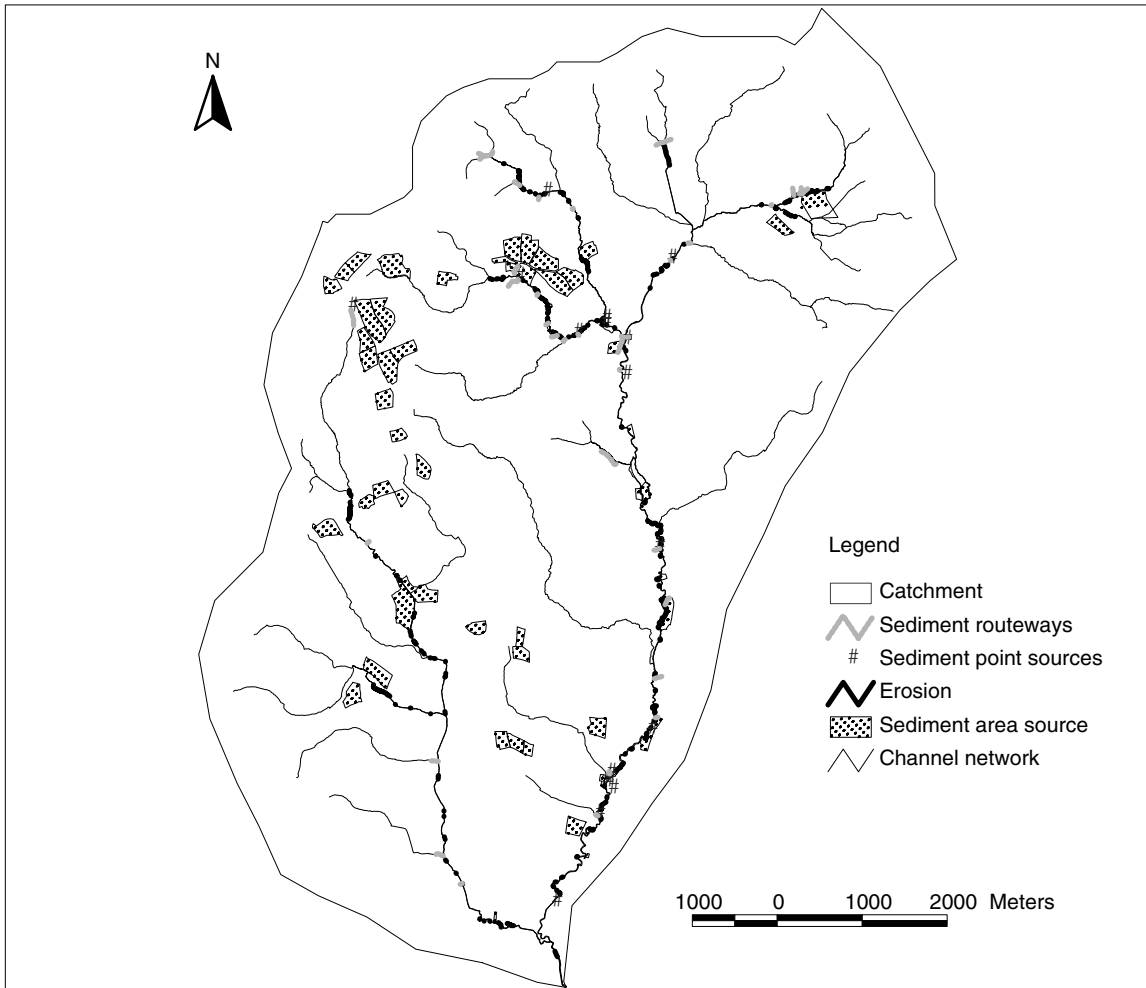 N
Legend
Catchment
Sediment routeways
# Sediment point sources
Erosion
Sediment area source
Channel network
1000 0 1000 2000 Meters